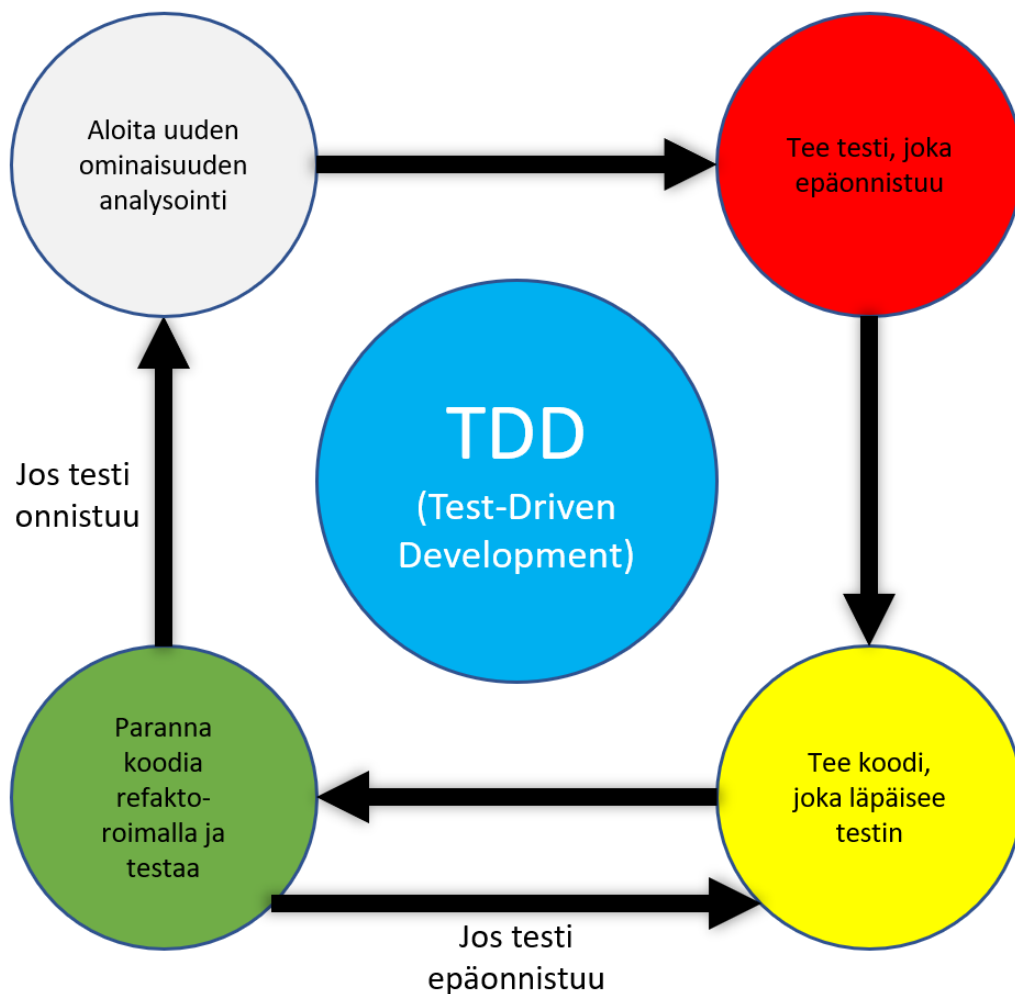 Aloita uuden
ominaisuuden
analysointi
Tee testi, joka
epäonnistuu
TDD
(Test-Driven
Development)
Jos testi
onnistuu
Paranna
koodia
refakto-
roimalla ja
testaa
Tee koodi,
joka läpäisee
testin
Jos testi
epäonnistuu